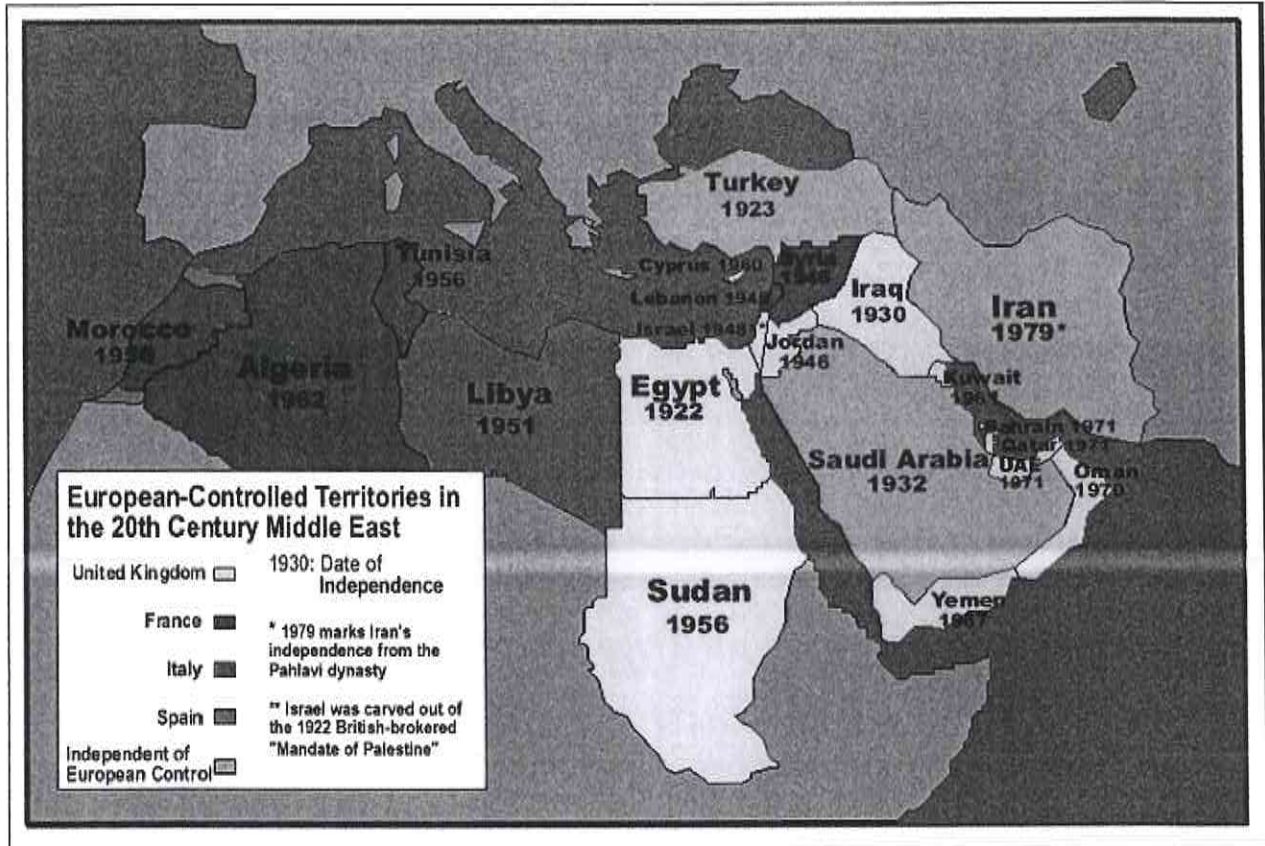 Turkey
1923
Tunisia
1956
Cyprus 1960
Syria
Lebanon
Israel 1948
Iraq
1930
Iran
1979*
Morocco
Jordan
1946
Algeria
1962
Libya
1951
Egypt
1922
Kuwait
1961
Bahrain 1971
Qatar 1971
UAE
1971
Oman
1970
Saudi Arabia
1932
Sudan
1956
Yemen
1967
European-Controlled Territories in
the 20th Century Middle East
United Kingdom
France
Italy
Spain
Independent of
European Control
1930: Date of
Independence
* 1979 marks Iran's
independence from the
Pahlavi dynasty
** Israel was carved out of
the 1922 British-brokered
"Mandate of Palestine"